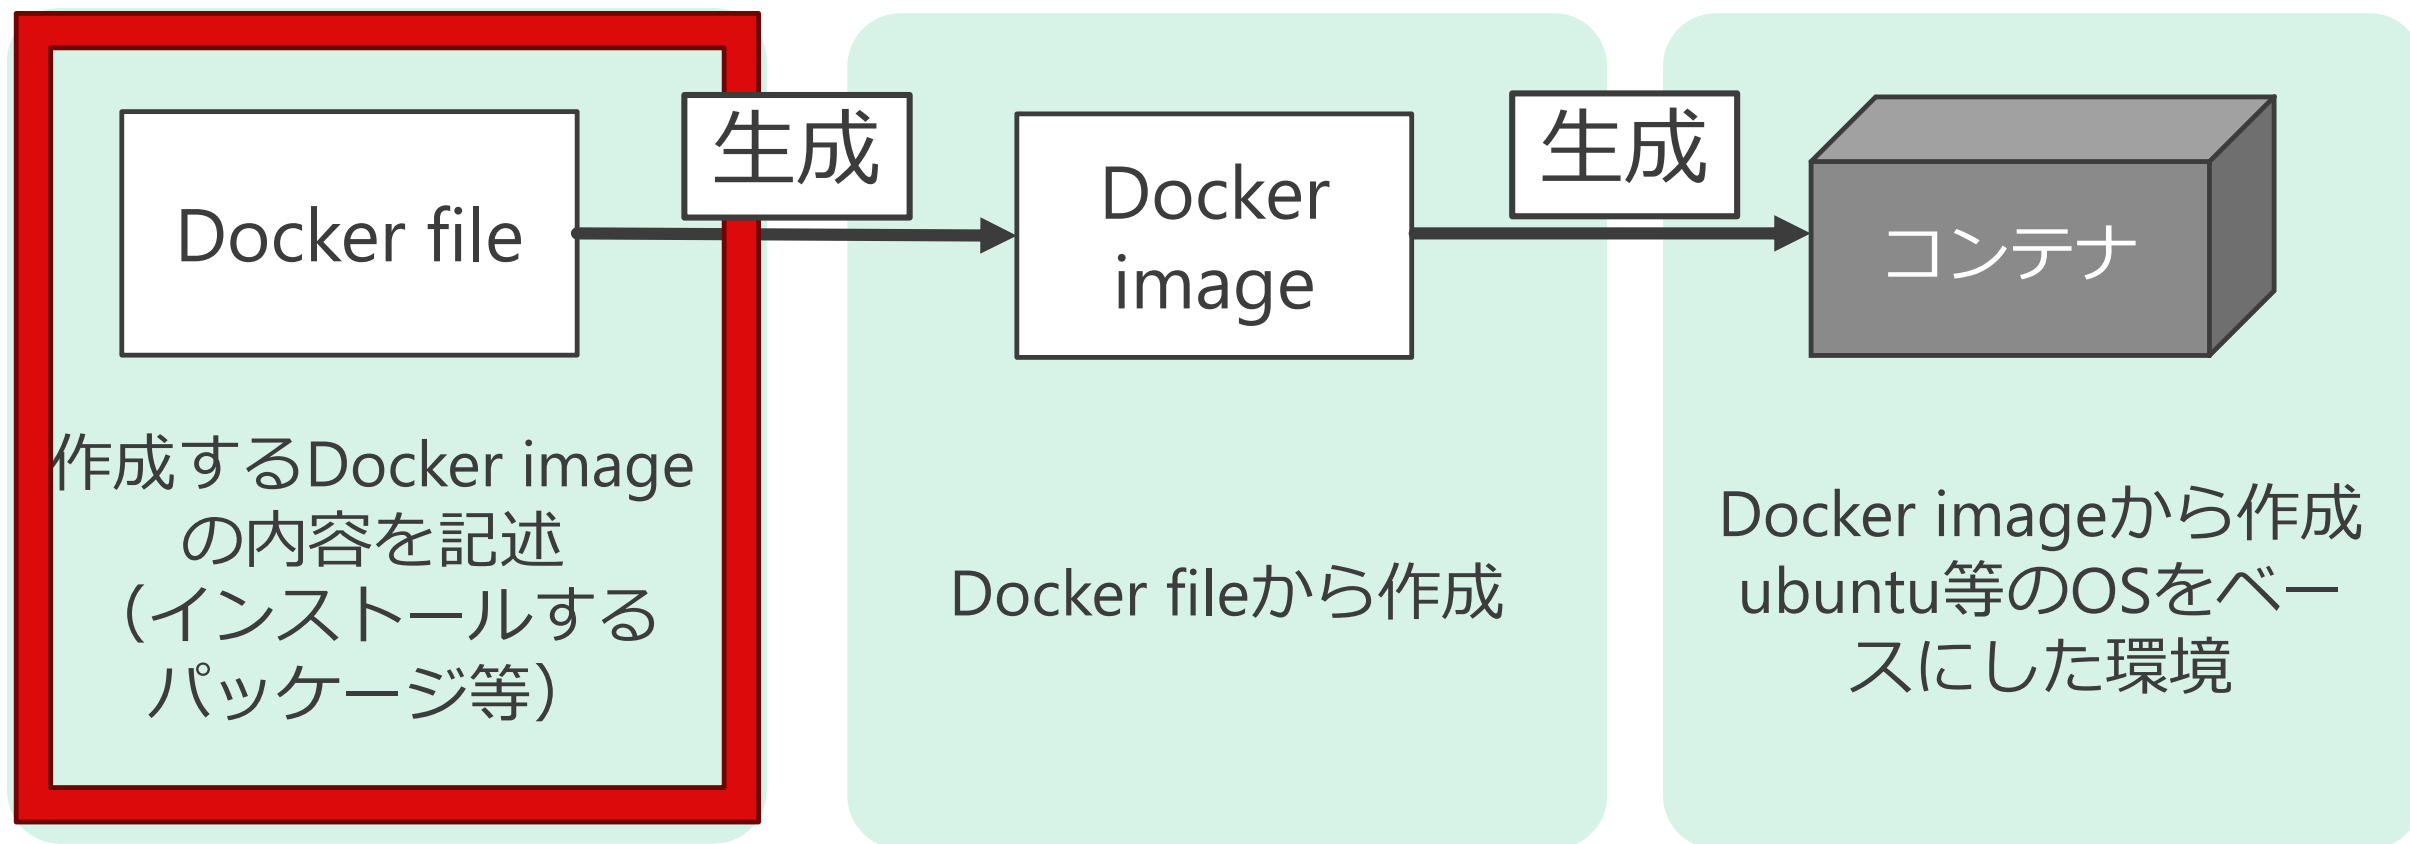 Docker file
生成
Docker
image
生成
コンテナ
作成するDocker image
の内容を記述
（インストールする
パッケージ等）
Docker fileから作成
Docker imageから作成
ubuntu等のOSをベー
スにした環境